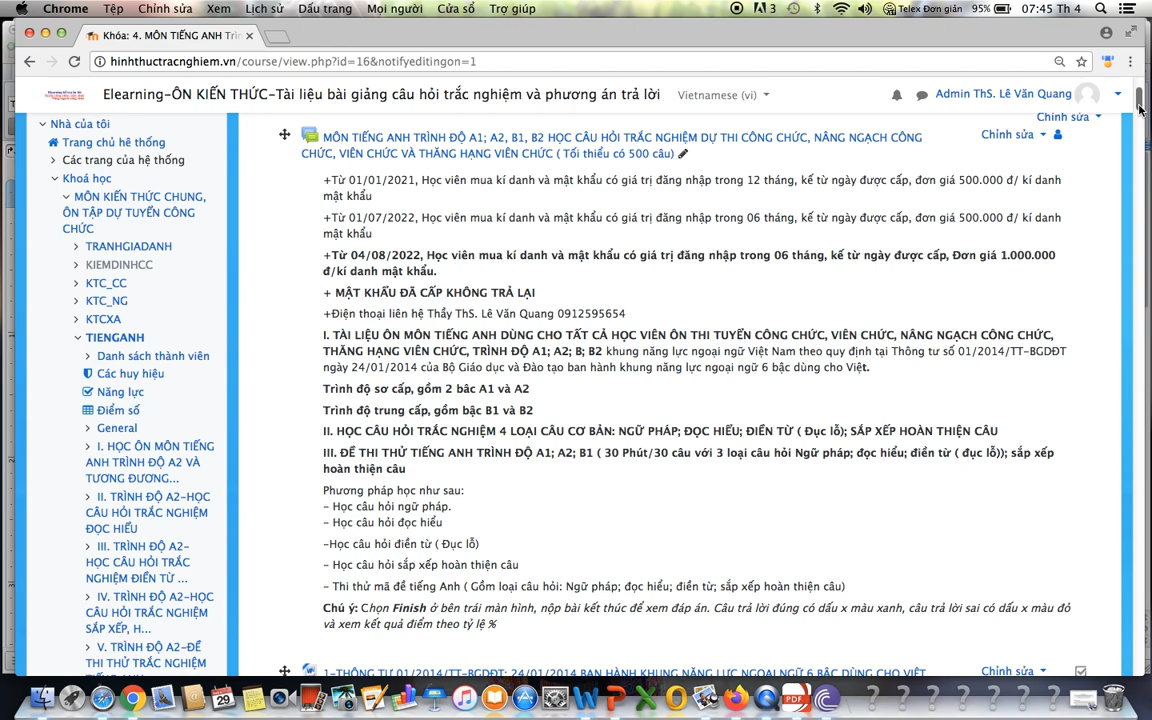 Chrome Tệp Chỉnh sửa Xem Lịch sử Dấu trang Mọi người Cửa sổ Trợ giúp 3 Telex Đơn giản 95% 07:45 Th 4
Khóa: 4. MÔN TIẾNG ANH Trìn
hinhthuctracnghiem.vn/course/view.php?id=16&notifyeditingon=1
Elearning-ÔN KIẾN THỨC-Tài liệu bài giảng câu hỏi trắc nghiệm và phương án trả lời Vietnamese (vi) Admin ThS. Lê Văn Quang
Nhà của tôi
Trang chủ hệ thống
Các trang của hệ thống
Khoá học
MÔN KIẾN THỨC CHUNG,
ÔN TẬP DỰ TUYỂN CÔNG
CHỨC
TRANHGIADANH
KIEMDINHCC
KTC_CC
KTC_NG
KTCXA
TIENGANH
Danh sách thành viên
Các huy hiệu
Năng lực
Điểm số
General
I. HỌC ÔN MÔN TIẾNG
ANH TRÌNH ĐỘ A2 VÀ
TƯƠNG ĐƯƠNG...
II. TRÌNH ĐỘ A2-HỌC
CÂU HỎI TRẮC NGHIỆM
ĐỌC HIỂU
III. TRÌNH ĐỘ A2-
HỌC CÂU HỎI TRẮC
NGHIỆM ĐIỀN TỪ ...
IV. TRÌNH ĐỘ A2-HỌC
CÂU HỎI TRẮC NGHIỆM
SẮP XẾP, H...
V. TRÌNH ĐỘ A2-ĐỀ
THI THỬ TRẮC NGHIỆM
Chỉnh sửa
MÔN TIẾNG ANH TRÌNH ĐỘ A1; A2, B1, B2 HỌC CÂU HỎI TRẮC NGHIỆM DỰ THI CÔNG CHỨC, NÂNG NGẠCH CÔNG Chỉnh sửa
CHỨC, VIÊN CHỨC VÀ THĂNG HẠNG VIÊN CHỨC ( Tối thiểu có 500 câu)
+Từ 01/01/2021, Học viên mua kí danh và mật khẩu có giá trị đăng nhập trong 12 tháng, kể từ ngày được cấp, đơn giá 500.000 đ/ kí danh
mật khẩu
+Từ 01/07/2022, Học viên mua kí danh và mật khẩu có giá trị đăng nhập trong 06 tháng, kể từ ngày được cấp, đơn giá 500.000 đ/ kí danh
mật khẩu
+Từ 04/08/2022, Học viên mua kí danh và mật khẩu có giá trị đăng nhập trong 06 tháng, kể từ ngày được cấp, Đơn giá 1.000.000
đ/kí danh mật khẩu.
+ MẬT KHẨU ĐÃ CẤP KHÔNG TRẢ LẠI
+Điện thoại liên hệ Thầy ThS. Lê Văn Quang 0912595654
I. TÀI LIỆU ÔN MÔN TIẾNG ANH DÙNG CHO TẤT CẢ HỌC VIÊN ÔN THI TUYỂN CÔNG CHỨC, VIÊN CHỨC, NÂNG NGẠCH CÔNG CHỨC,
THĂNG HẠNG VIÊN CHỨC, TRÌNH ĐỘ A1; A2; B; B2 khung năng lực ngoại ngữ Việt Nam theo quy định tại Thông tư số 01/2014/TT-BGDĐT
ngày 24/01/2014 của Bộ Giáo dục và Đào tạo ban hành khung năng lực ngoại ngữ 6 bậc dùng cho Việt.
Trình độ sơ cấp, gồm 2 bâc A1 và A2
Trình độ trung cấp, gồm bậc B1 và B2
II. HỌC CÂU HỎI TRẮC NGHIỆM 4 LOẠI CÂU CƠ BẢN: NGỮ PHÁP; ĐỌC HIỂU; ĐIỀN TỪ ( Đục lỗ); SẮP XẾP HOÀN THIỆN CÂU
III. ĐỀ THI THỬ TIẾNG ANH TRÌNH ĐỘ A1; A2; B1 ( 30 Phút/30 câu với 3 loại câu hỏi Ngữ pháp; đọc hiểu; điền từ ( đục lỗ)); sắp xếp
hoàn thiện câu
Phương pháp học như sau:
- Học câu hỏi ngữ pháp.
- Học câu hỏi đọc hiểu
-Học câu hỏi điền từ ( Đục lỗ)
- Học câu hỏi sắp xếp hoàn thiện câu
- Thi thử mã đề tiếng Anh ( Gồm loại câu hỏi: Ngữ pháp; đọc hiểu; điền từ; sắp xếp hoàn thiện câu)
Chú ý: Chọn Finish ở bên trái màn hình, nộp bài kết thúc để xem đáp án. Câu trả lời đúng có dấu x màu xanh, câu trả lời sai có dấu x màu đỏ
và xem kết quả điểm theo tỷ lệ %
1-THÔNG TƯ 01/2014/TT-BGDĐT: 24/01/2014 BAN HÀNH KHUNG NĂNG LỰC NGOẠI NGỮ 6 BẬC DÙNG CHO VIỆT Chỉnh sửa